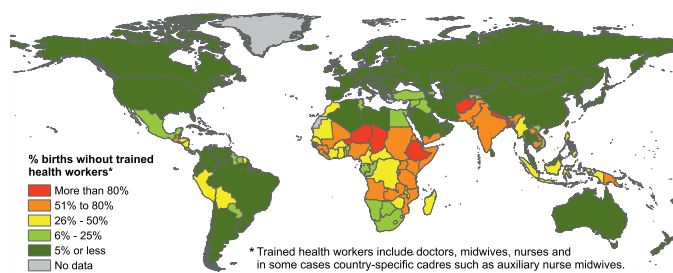 % births wihout trained
health workers*
More than 80%
51% to 80%
26% - 50%
6% - 25%
5% or less
No data
* Trained health workers include doctors, midwives, nurses and
in some cases country-specific cadres such as auxiliary nurse midwives.